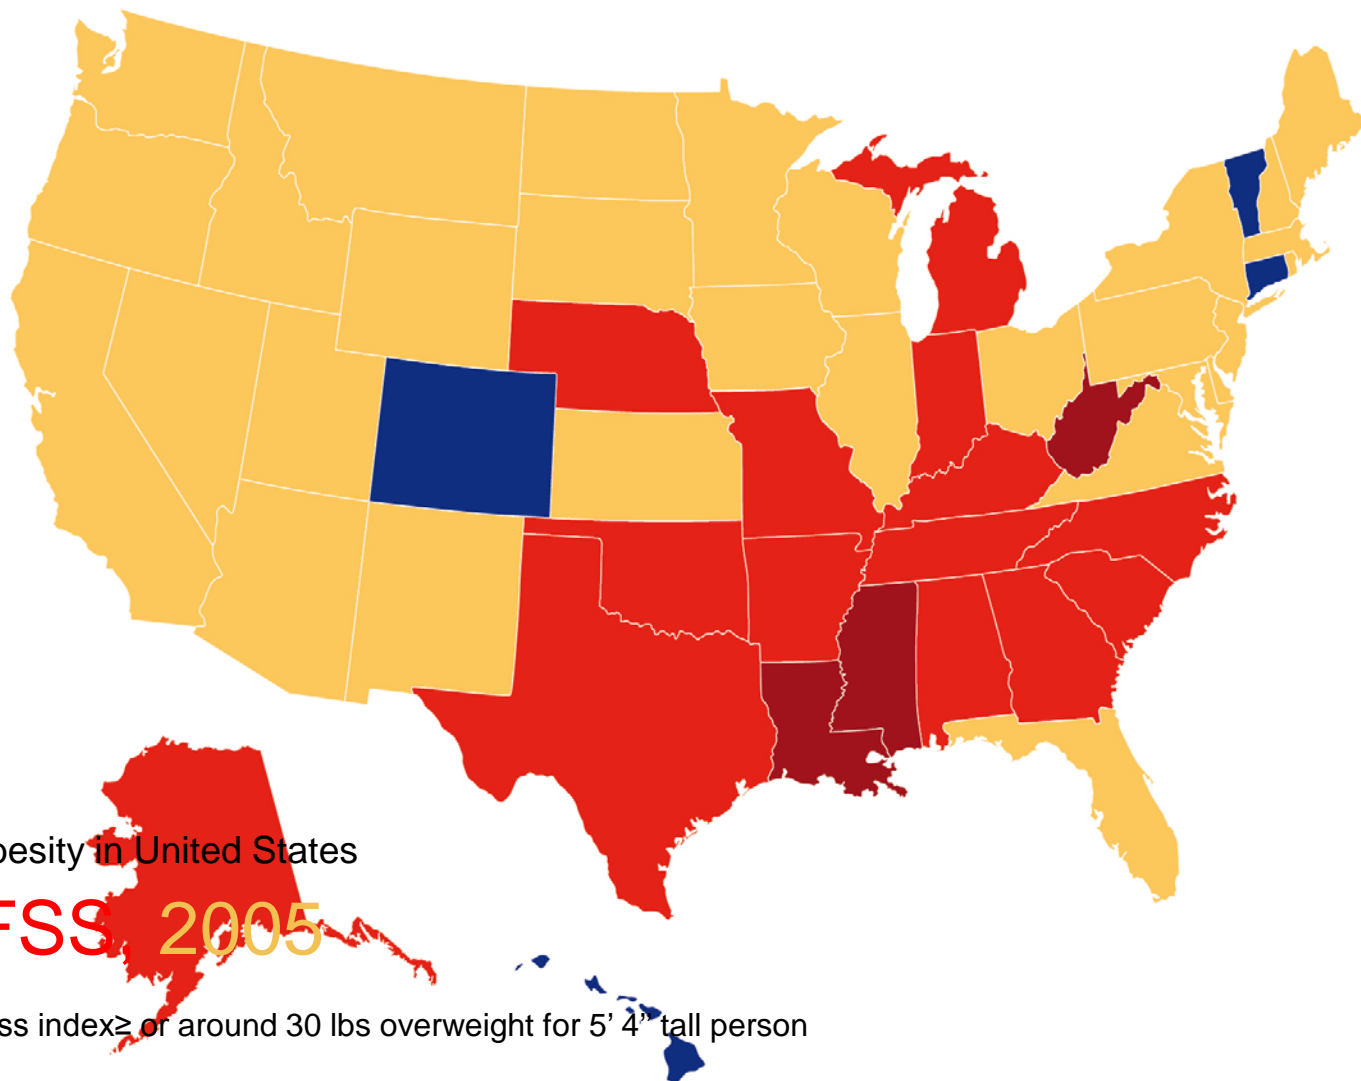 besity in United States
FSS, 2005
ss index≥ or around 30 lbs overweight for 5’ 4” tall person